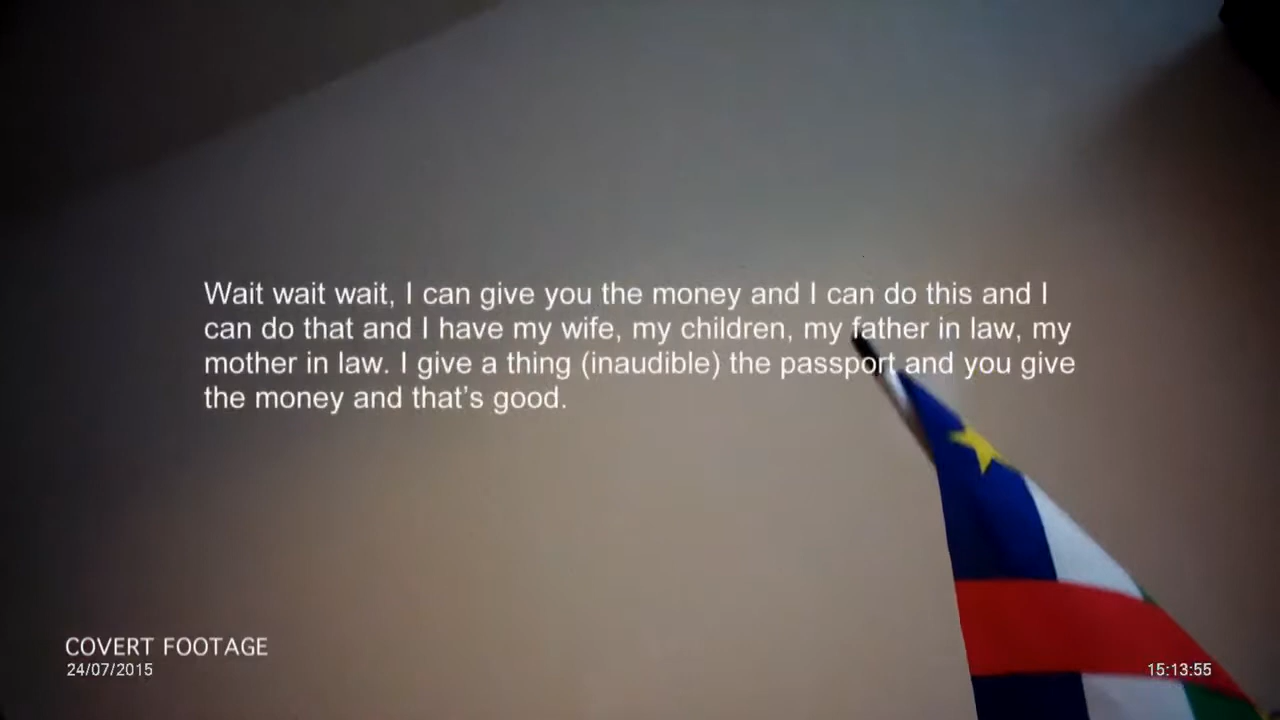 Wait wait wait, I can give you the money and I can do this and I
can do that and I have my wife, my children, my father in law, my
mother in law. I give a thing (inaudible) the passport and you give
the money and that’s good.
COVERT FOOTAGE
24/07/2015
15:13:55